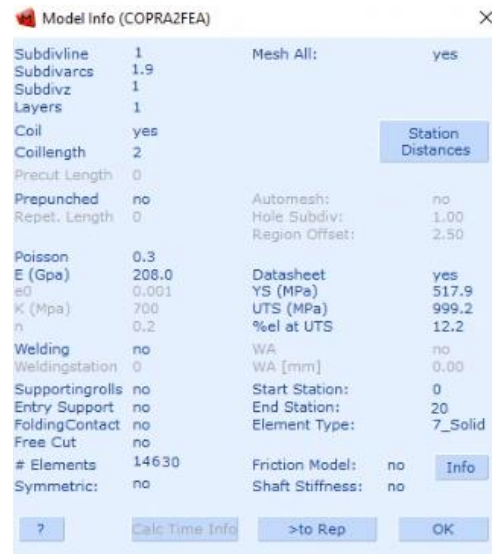 Model Info (COPRA2FEA)
Subdivline 1 Mesh All: yes
Subdivarcs 1.9
Subdivz 1
Layers 1
Coil yes Station
Coillength 2 Distances
Precut Length 0
Prepunched no Automesh: no
Repet. Length 0 Hole Subdiv: 1.00
Region Offset: 2.50
Poisson 0.3
E (Gpa) 208.0 Datasheet yes
e0 0.001 YS (MPa) 517.9
K (Mpa) 700 UTS (MPa) 999.2
n 0.2 %el at UTS 12.2
Welding no WA no
Weldingstation 0 WA [mm] 0.00
Supportingrolls no Start Station: 0
Entry Support no End Station: 20
FoldingContact no Element Type: 7_Solid
Free Cut no
# Elements 14630 Friction Model: no Info
Symmetric: no Shaft Stiffness: no
? Calc Time Info >to Rep OK